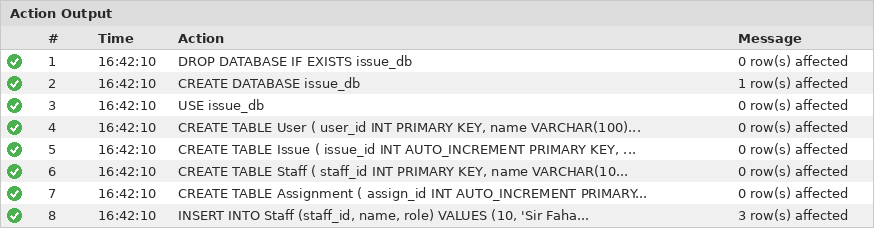 Action Output
# Time Action Message
1 16:42:10 DROP DATABASE IF EXISTS issue_db 0 row(s) affected
2 16:42:10 CREATE DATABASE issue_db 1 row(s) affected
3 16:42:10 USE issue_db 0 row(s) affected
4 16:42:10 CREATE TABLE User ( user_id INT PRIMARY KEY, name VARCHAR(100)... 0 row(s) affected
5 16:42:10 CREATE TABLE Issue ( issue_id INT AUTO_INCREMENT PRIMARY KEY, ... 0 row(s) affected
6 16:42:10 CREATE TABLE Staff ( staff_id INT PRIMARY KEY, name VARCHAR(10... 0 row(s) affected
7 16:42:10 CREATE TABLE Assignment ( assign_id INT AUTO_INCREMENT PRIMARY... 0 row(s) affected
8 16:42:10 INSERT INTO Staff (staff_id, name, role) VALUES (10, 'Sir Faha... 3 row(s) affected